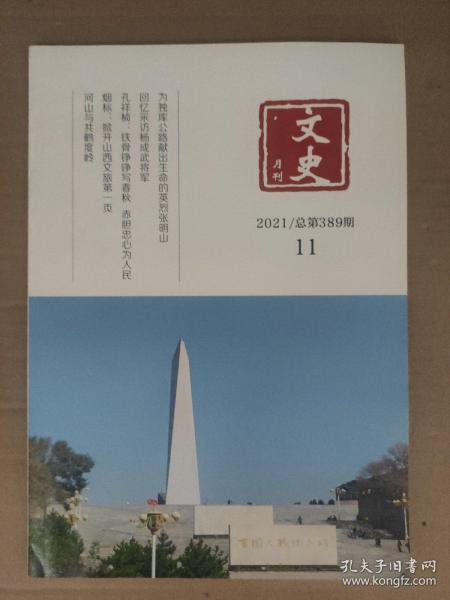 为独库公路献出生命的英烈张明山
回忆采访杨成武将军
孔祥楠：铁骨铮铮写春秋 赤胆忠心为人民
烟标：掀开山西文旅第一页
河山与共鹤度岭
文史
月刊
2021/总第389期
11
百团大战纪念碑
孔夫子旧书网
www.kongfz.com